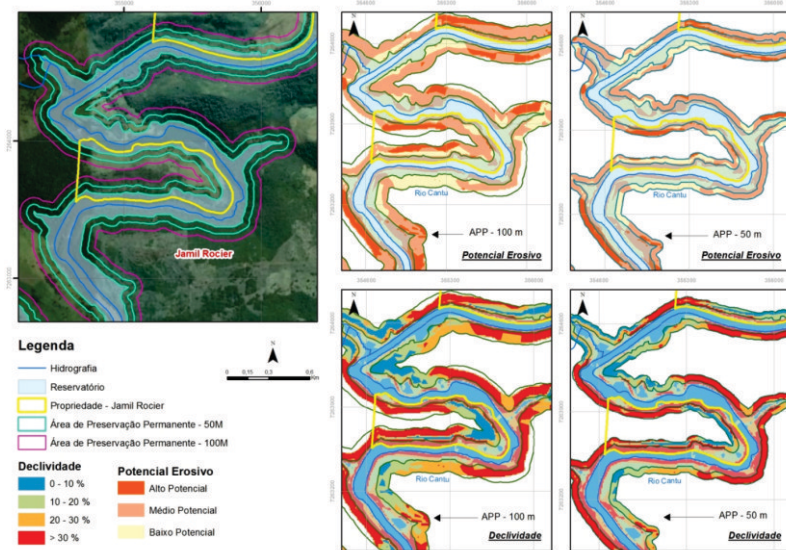 Jamil Rocier
Rio Cantu
APP - 100 m
Potencial Erosivo
Rio Cantu
APP - 50 m
Potencial Erosivo
Legenda
Hidrografia
Reservatório
Propriedade - Jamil Rocier
Área de Preservação Permanente - 50M
Área de Preservação Permanente - 100M
Declividade
0 - 10 %
10 - 20 %
20 - 30 %
> 30 %
Potencial Erosivo
Alto Potencial
Médio Potencial
Baixo Potencial
N
0 0,15 0,3 0,6
Km
Rio Cantu
APP - 100 m
Declividade
Rio Cantu
APP - 50 m
Declividade